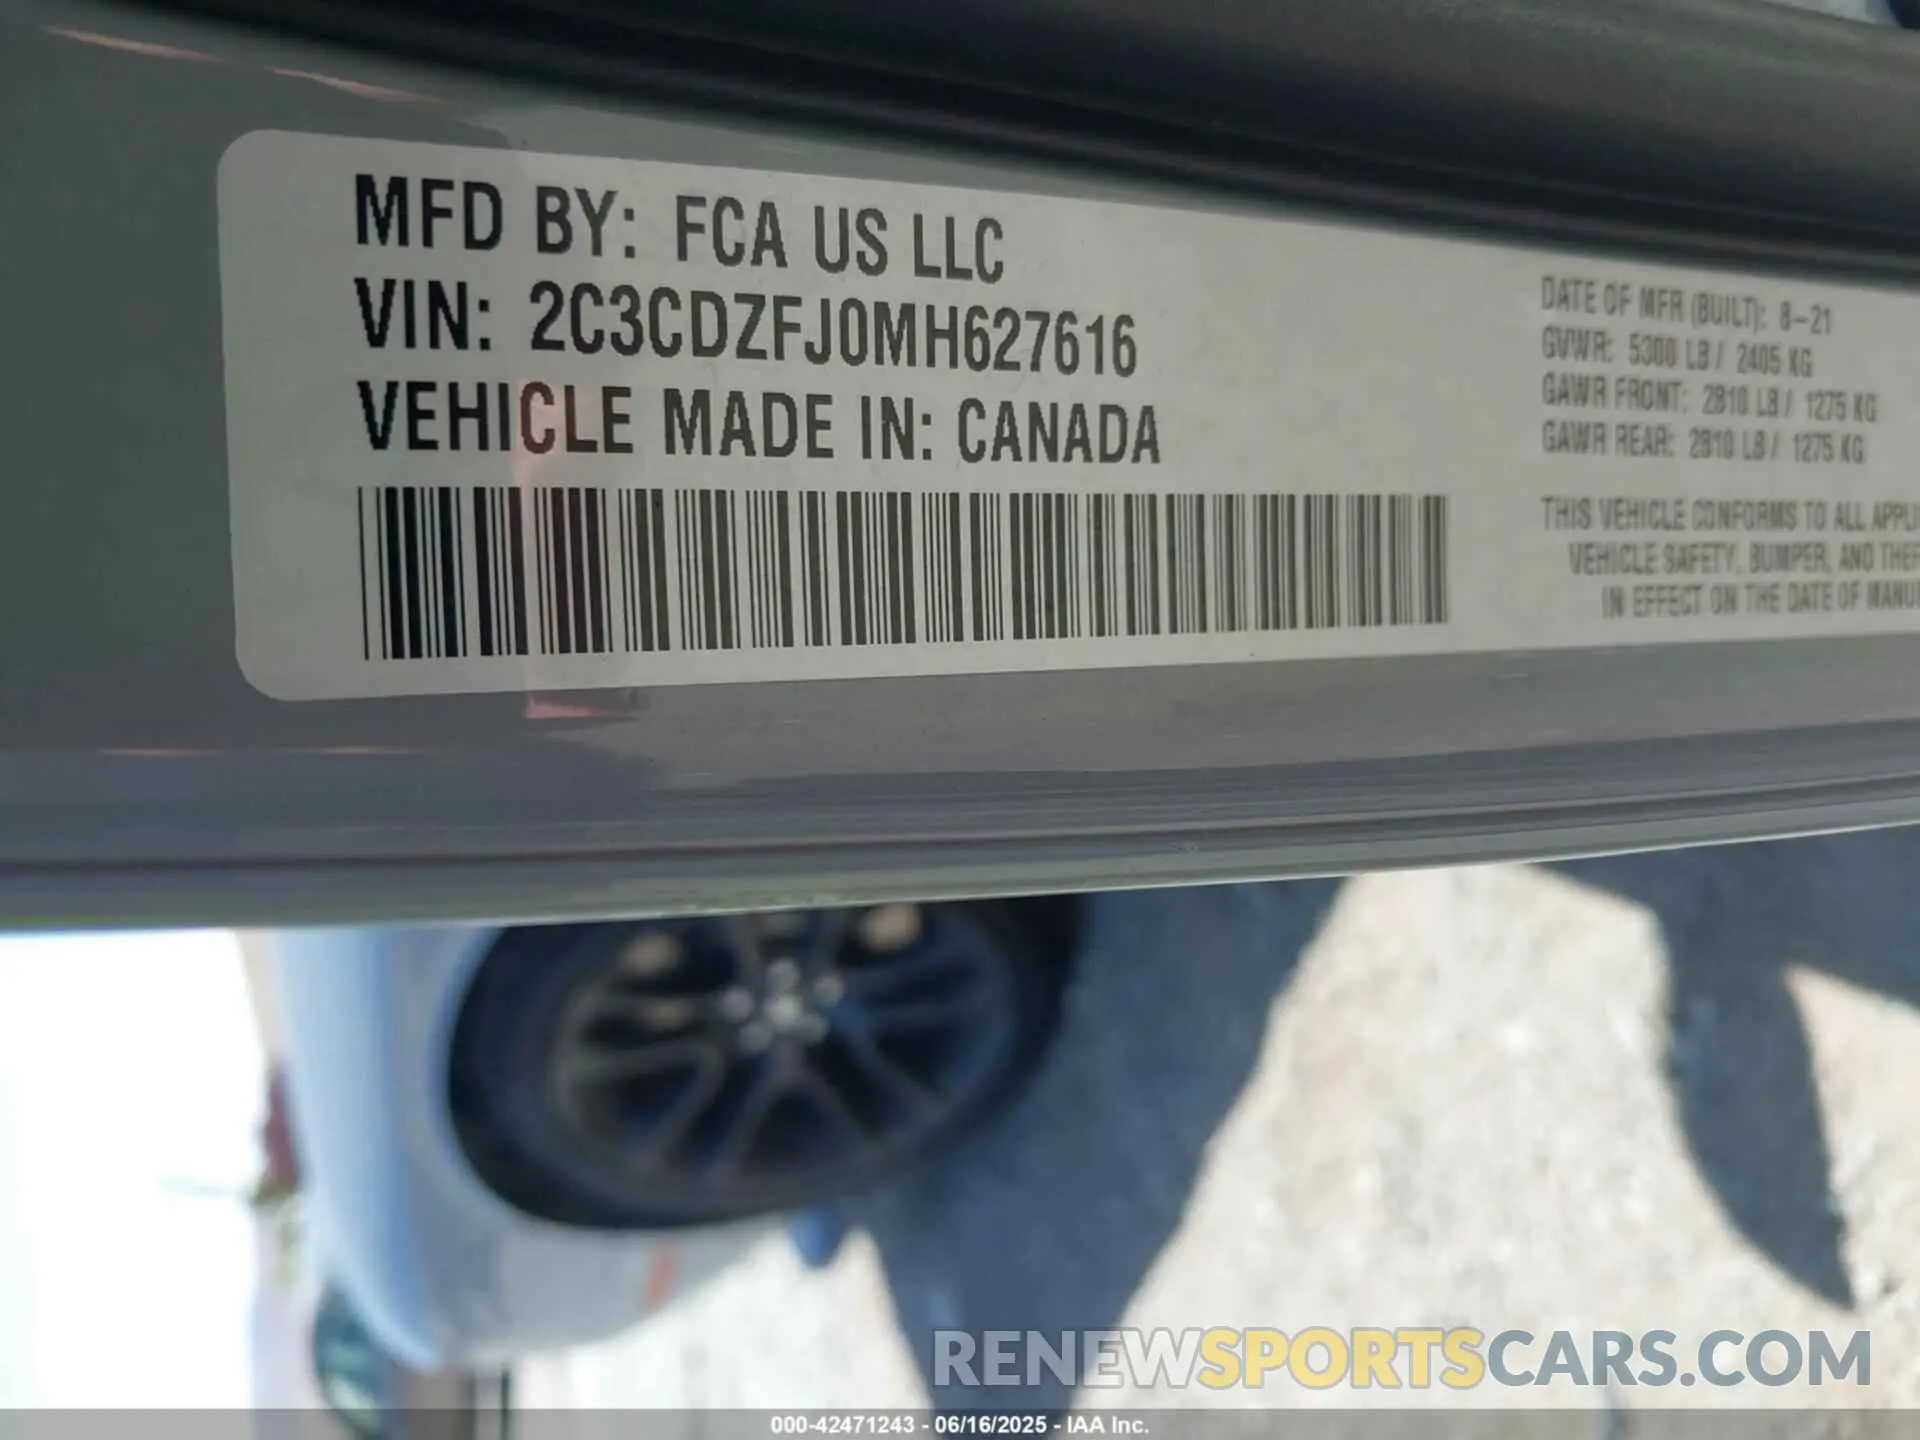 MFD BY: FCA US LLC
VIN: 2C3CDZFJ0MH627616
VEHICLE MADE IN: CANADA
DATE OF MFR (BUILT): 8-21
GVWR: 5300 LB / 2405 KG
GAWR FRONT: 2810 LB / 1275 KG
GAWR REAR: 2810 LB / 1275 KG
THIS VEHICLE CONFORMS TO ALL APPLI
VEHICLE SAFETY, BUMPER, AND THEF
IN EFFECT ON THE DATE OF MANU
RENEWSPORTSCARS.COM
000-42471243 - 06/16/2025 - IAA Inc.